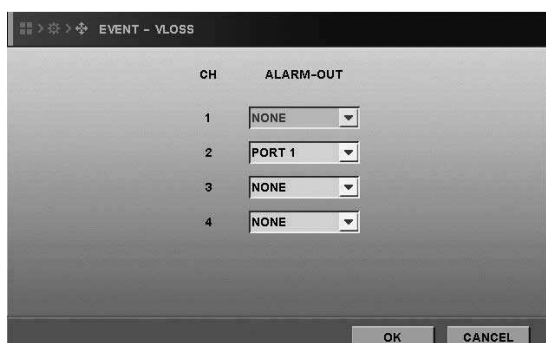 EVENT - VLOSS
CH ALARM-OUT
1 NONE
2 PORT 1
3 NONE
4 NONE
OK CANCEL